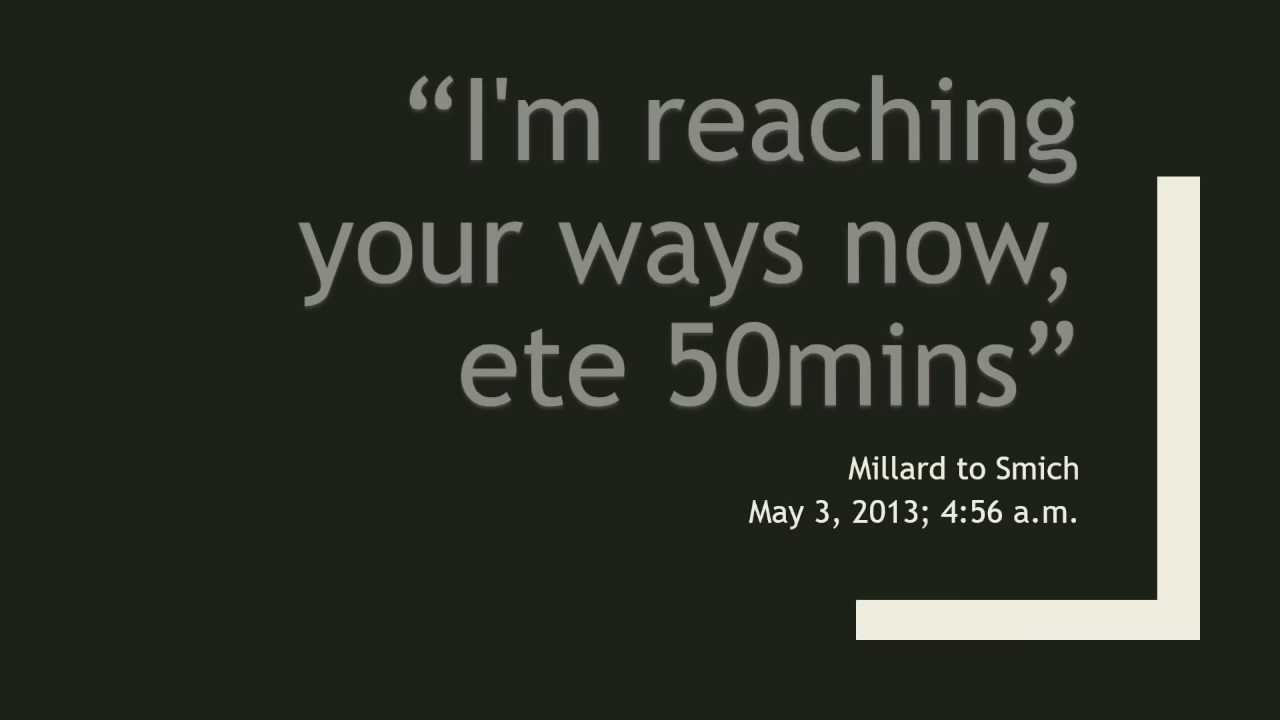 “I'm reaching
your ways now,
ete 50mins”
Millard to Smich
May 3, 2013; 4:56 a.m.